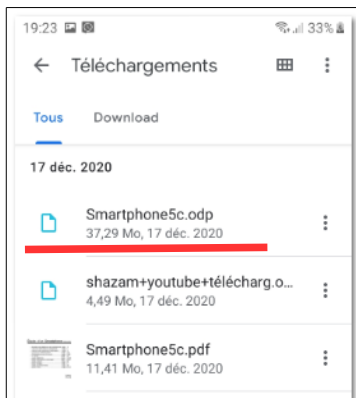 19:23 33%
Téléchargements
Tous Download
17 déc. 2020
Smartphone5c.odp
37,29 Mo, 17 déc. 2020
shazam+youtube+télécharg.o...
4,49 Mo, 17 déc. 2020
Smartphone5c.pdf
11,41 Mo, 17 déc. 2020